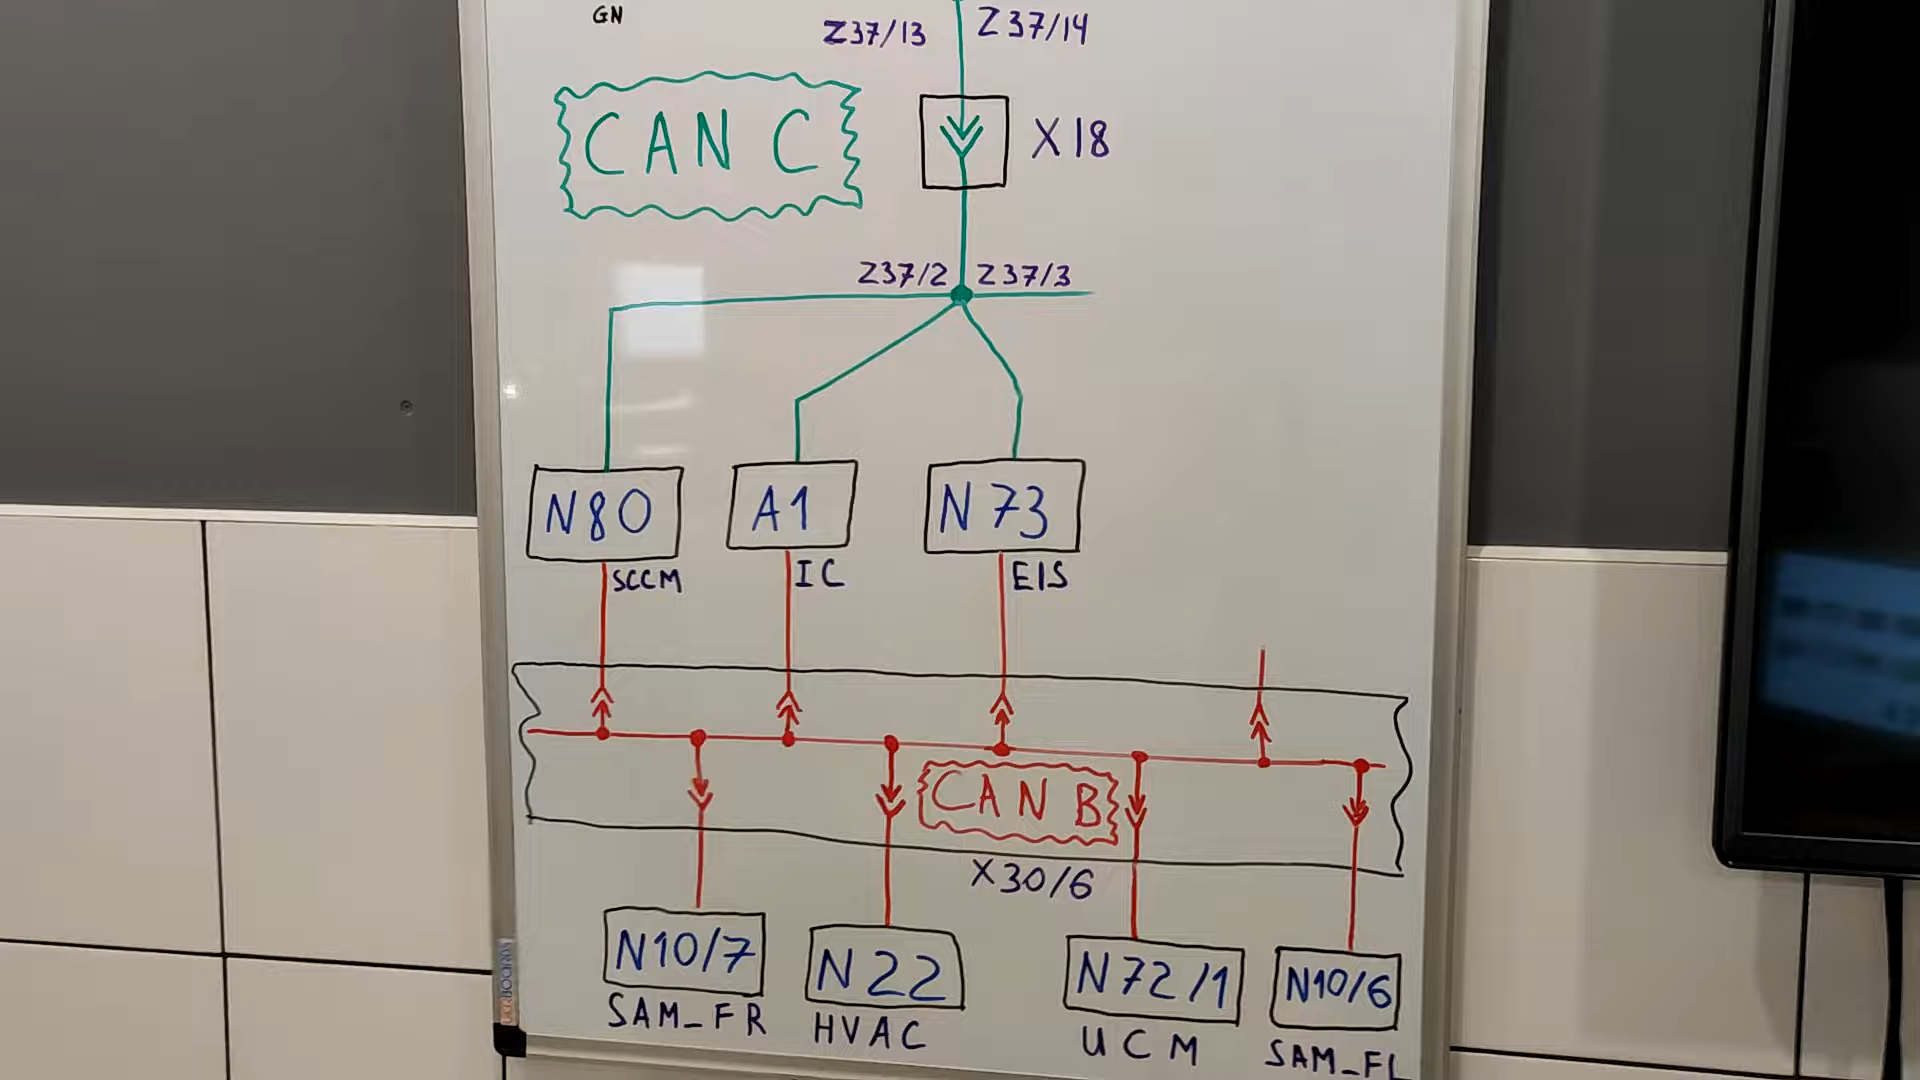 GN
Z37/13
Z37/14
CAN C
X18
Z37/2
Z37/3
N80
A1
N73
SCCM
IC
EIS
CAN B
X30/6
N10/7
N22
N72/1
N10/6
SAM_FR
HVAC
UCM
SAM_FL